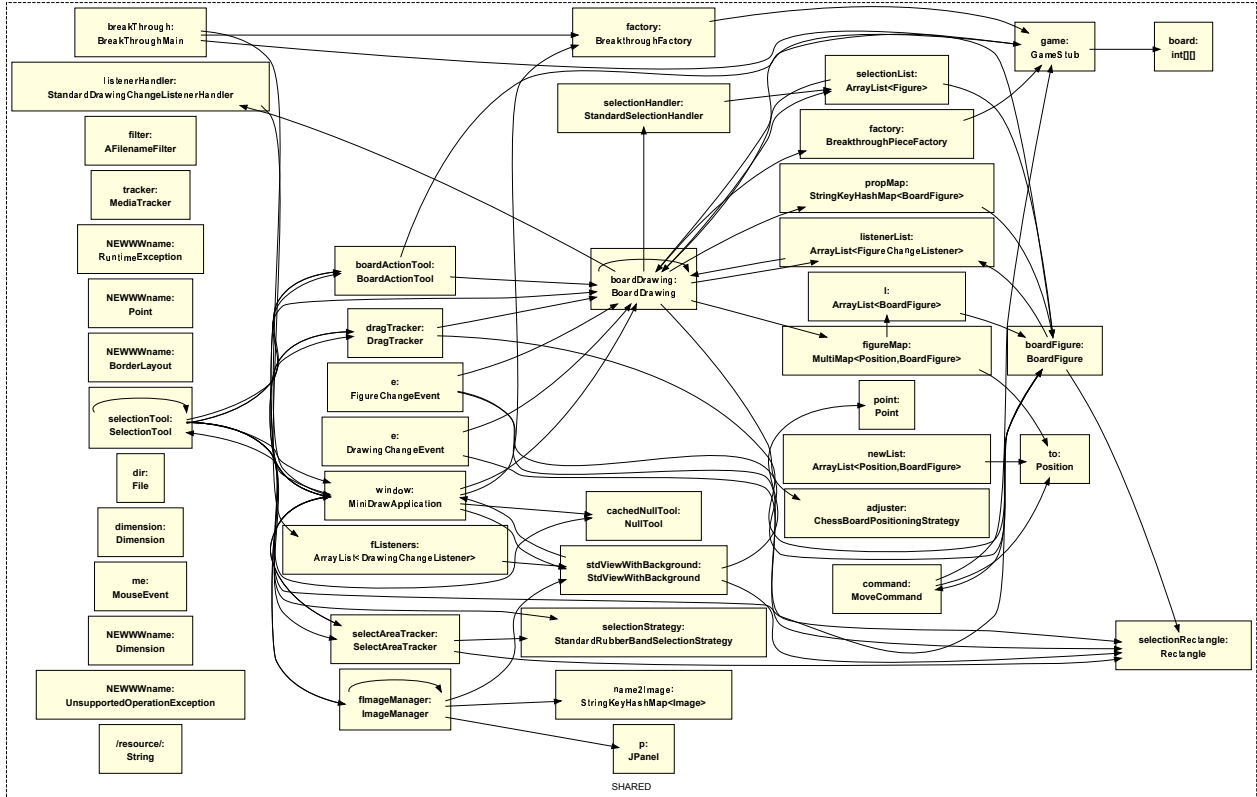 breakThrough:
BreakThroughMain
listenerHandler:
StandardDrawingChangeListenerHandler
filter:
AFilenameFilter
tracker:
MediaTracker
NEWWWname:
RuntimeException
NEWWWname:
Point
NEWWWname:
BorderLayout
selectionTool:
SelectionTool
dir:
File
dimension:
Dimension
me:
MouseEvent
NEWWWname:
Dimension
NEWWWname:
UnsupportedOperationException
/resource/:
String
boardActionTool:
BoardActionTool
dragTracker:
DragTracker
e:
FigureChangeEvent
e:
DrawingChangeEvent
window:
MiniDrawApplication
fListeners:
ArrayList<DrawingChangeListener>
selectAreaTracker:
SelectAreaTracker
fImageManager:
ImageManager
factory:
BreakthroughFactory
selectionHandler:
StandardSelectionHandler
boardDrawing:
BoardDrawing
cachedNullTool:
NullTool
stdViewWithBackground:
StdViewWithBackground
selectionStrategy:
StandardRubberBandSelectionStrategy
name2Image:
StringKeyHashMap<Image>
p:
JPanel
selectionList:
ArrayList<Figure>
factory:
BreakthroughPieceFactory
propMap:
StringKeyHashMap<BoardFigure>
listenerList:
ArrayList<FigureChangeListener>
l:
ArrayList<BoardFigure>
figureMap:
MultiMap<Position,BoardFigure>
point:
Point
newList:
ArrayList<Position,BoardFigure>
adjuster:
ChessBoardPositioningStrategy
command:
MoveCommand
game:
GameStub
board:
int[][]
boardFigure:
BoardFigure
to:
Position
selectionRectangle:
Rectangle
SHARED